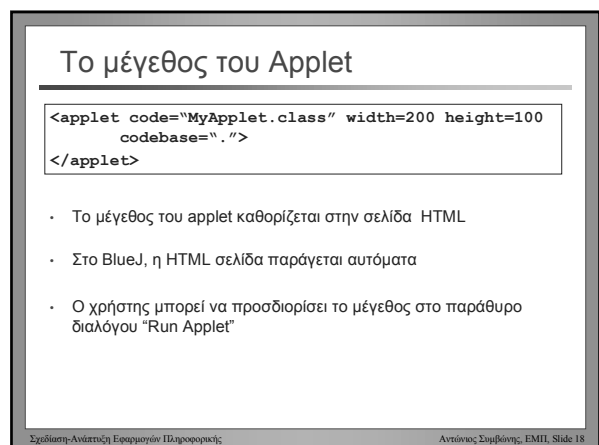 Το μέγεθος του Applet
<applet code=“MyApplet.class” width=200 height=100
codebase=“.”>
</applet>
• Το μέγεθος του applet καθορίζεται στην σελίδα HTML
• Στο BlueJ, η HTML σελίδα παράγεται αυτόματα
• Ο χρήστης μπορεί να προσδιορίσει το μέγεθος στο παράθυρο
διαλόγου “Run Applet”
Σχεδίαση-Ανάπτυξη Εφαρμογών Πληροφορικής
Αντώνιος Συμβώνης, ΕΜΠ, Slide 18